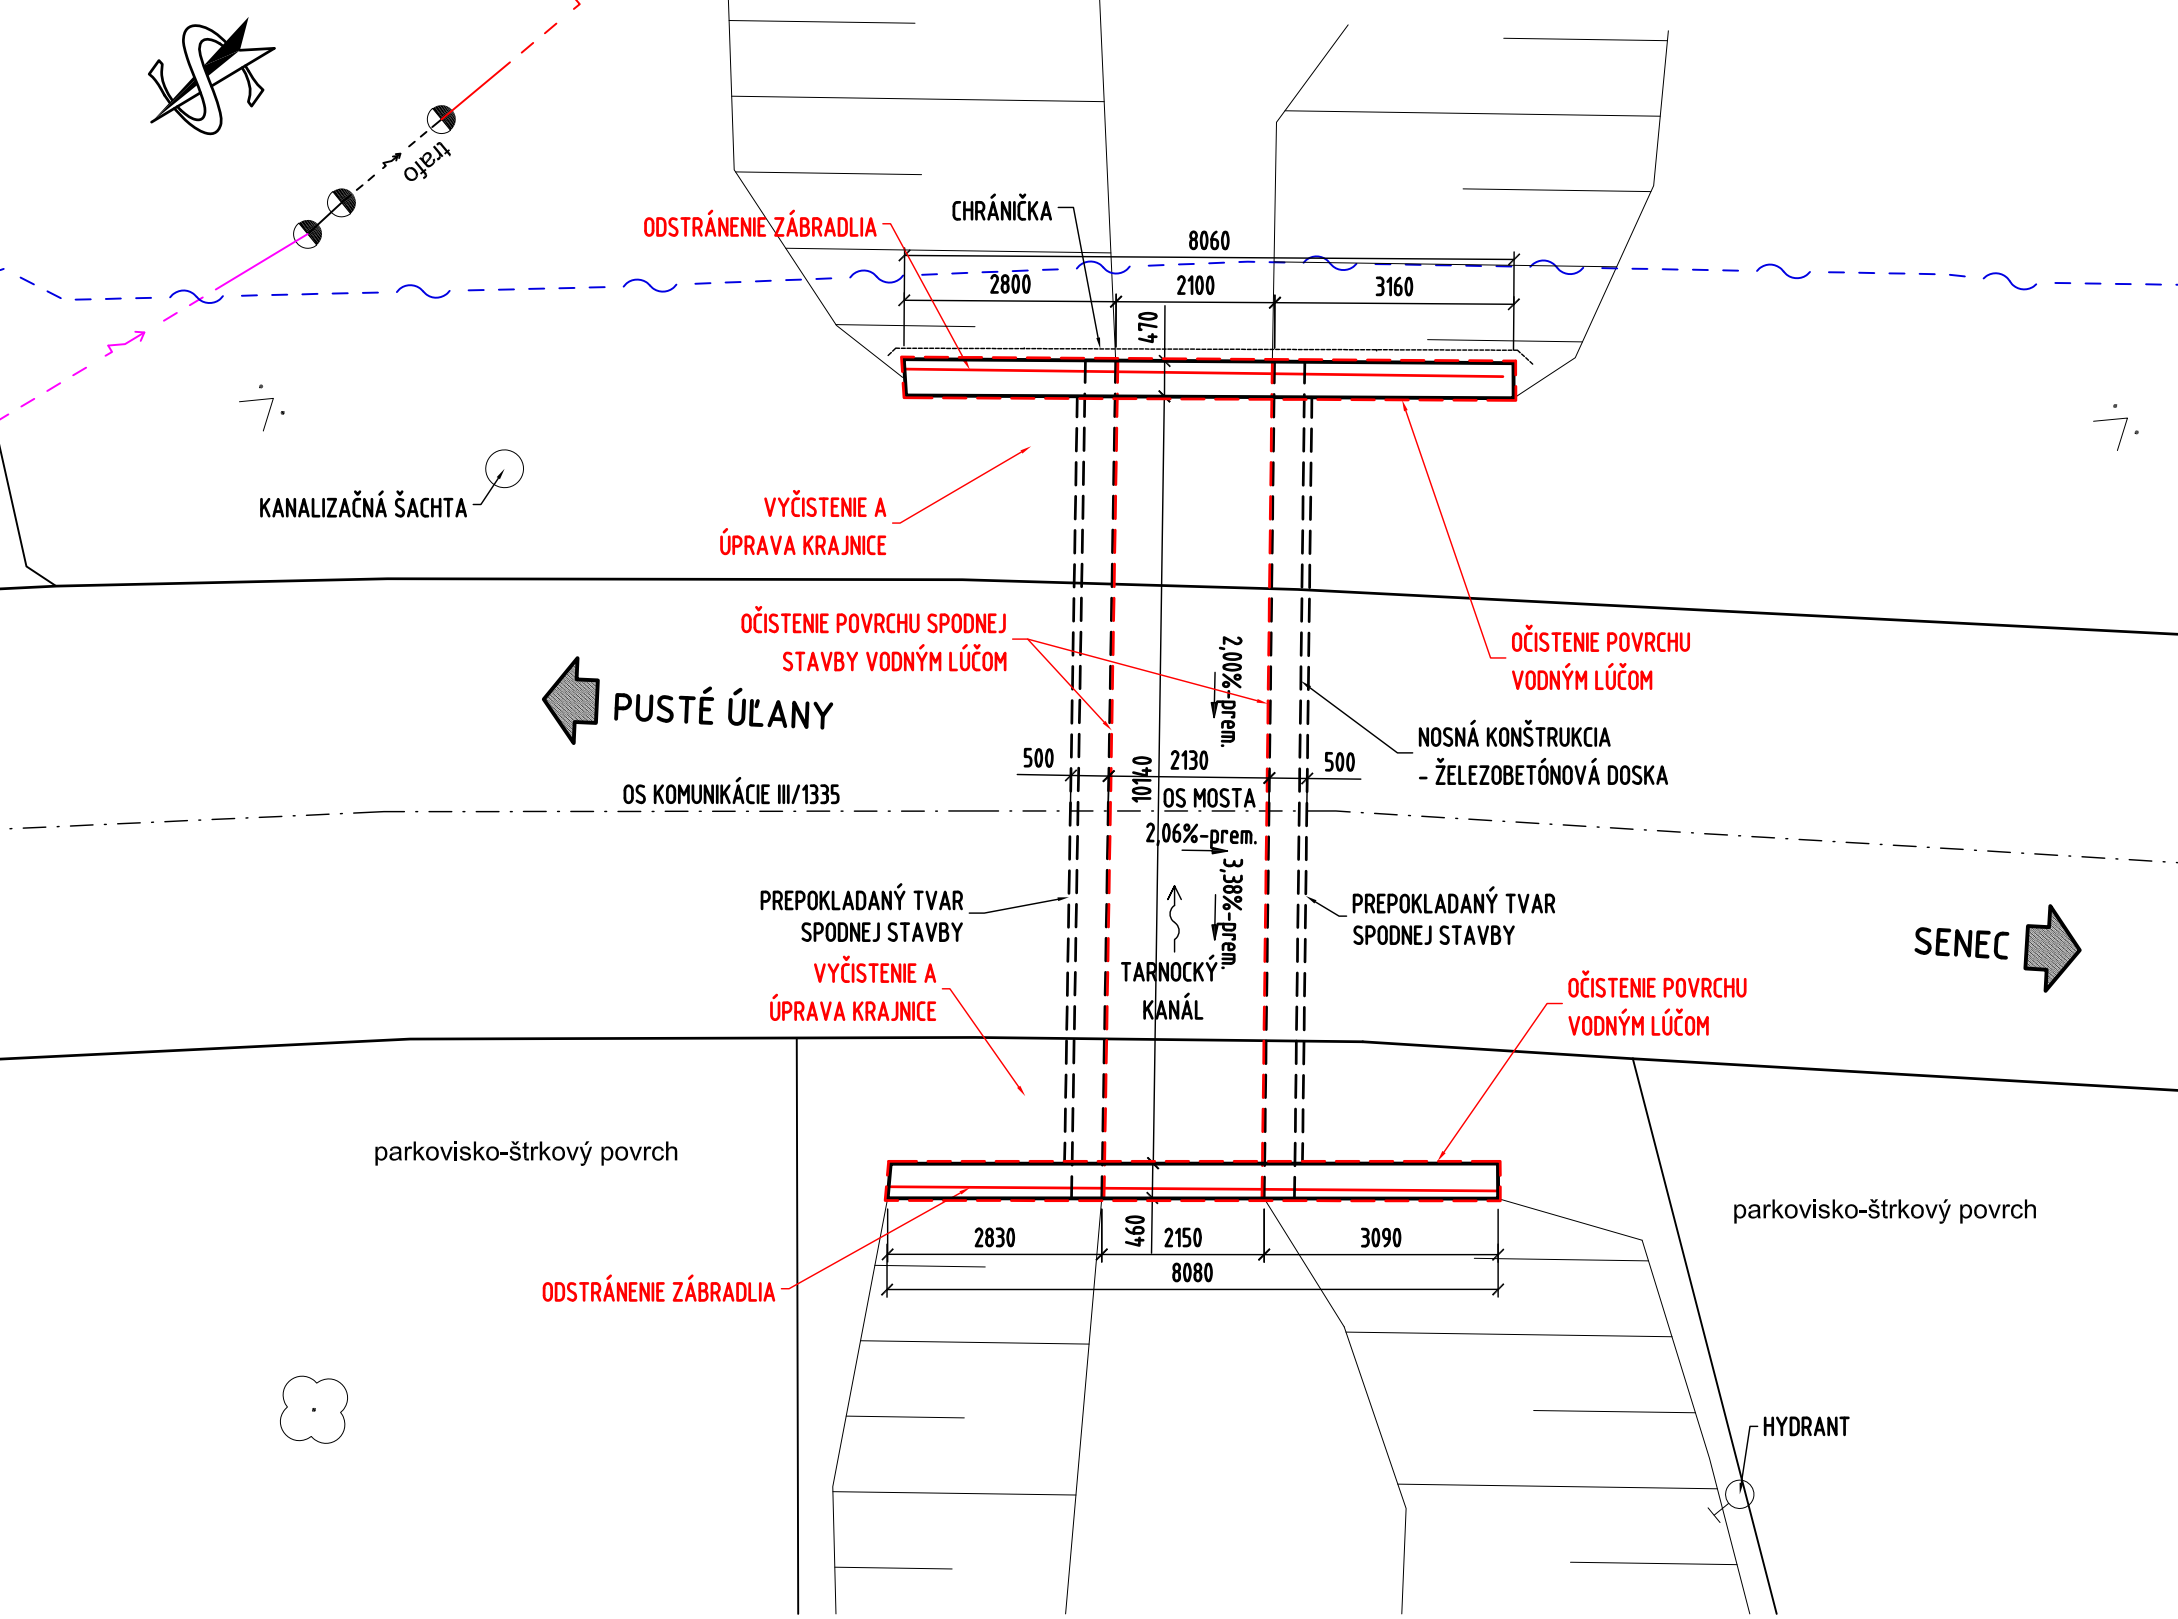 trafo
CHRÁNIČKA
ODSTRÁNENIE ZÁBRADLIA
8060
2800
2100
3160
470
KANALIZAČNÁ ŠACHTA
VYČISTENIE A
ÚPRAVA KRAJNICE
OČISTENIE POVRCHU SPODNEJ
STAVBY VODNÝM LÚČOM
2,00%-prem.
OČISTENIE POVRCHU
VODNÝM LÚČOM
PUSTÉ ÚĽANY
NOSNÁ KONŠTRUKCIA
- ŽELEZOBETÓNOVÁ DOSKA
500
10140
2130
500
OS KOMUNIKÁCIE III/1335
OS MOSTA
2,06%-prem.
3,38%-prem.
PREPOKLADANÝ TVAR
SPODNEJ STAVBY
PREPOKLADANÝ TVAR
SPODNEJ STAVBY
SENEC
VYČISTENIE A
ÚPRAVA KRAJNICE
TARNOCKÝ
KANÁL
OČISTENIE POVRCHU
VODNÝM LÚČOM
parkovisko-štrkový povrch
parkovisko-štrkový povrch
2830
460
2150
3090
8080
ODSTRÁNENIE ZÁBRADLIA
HYDRANT